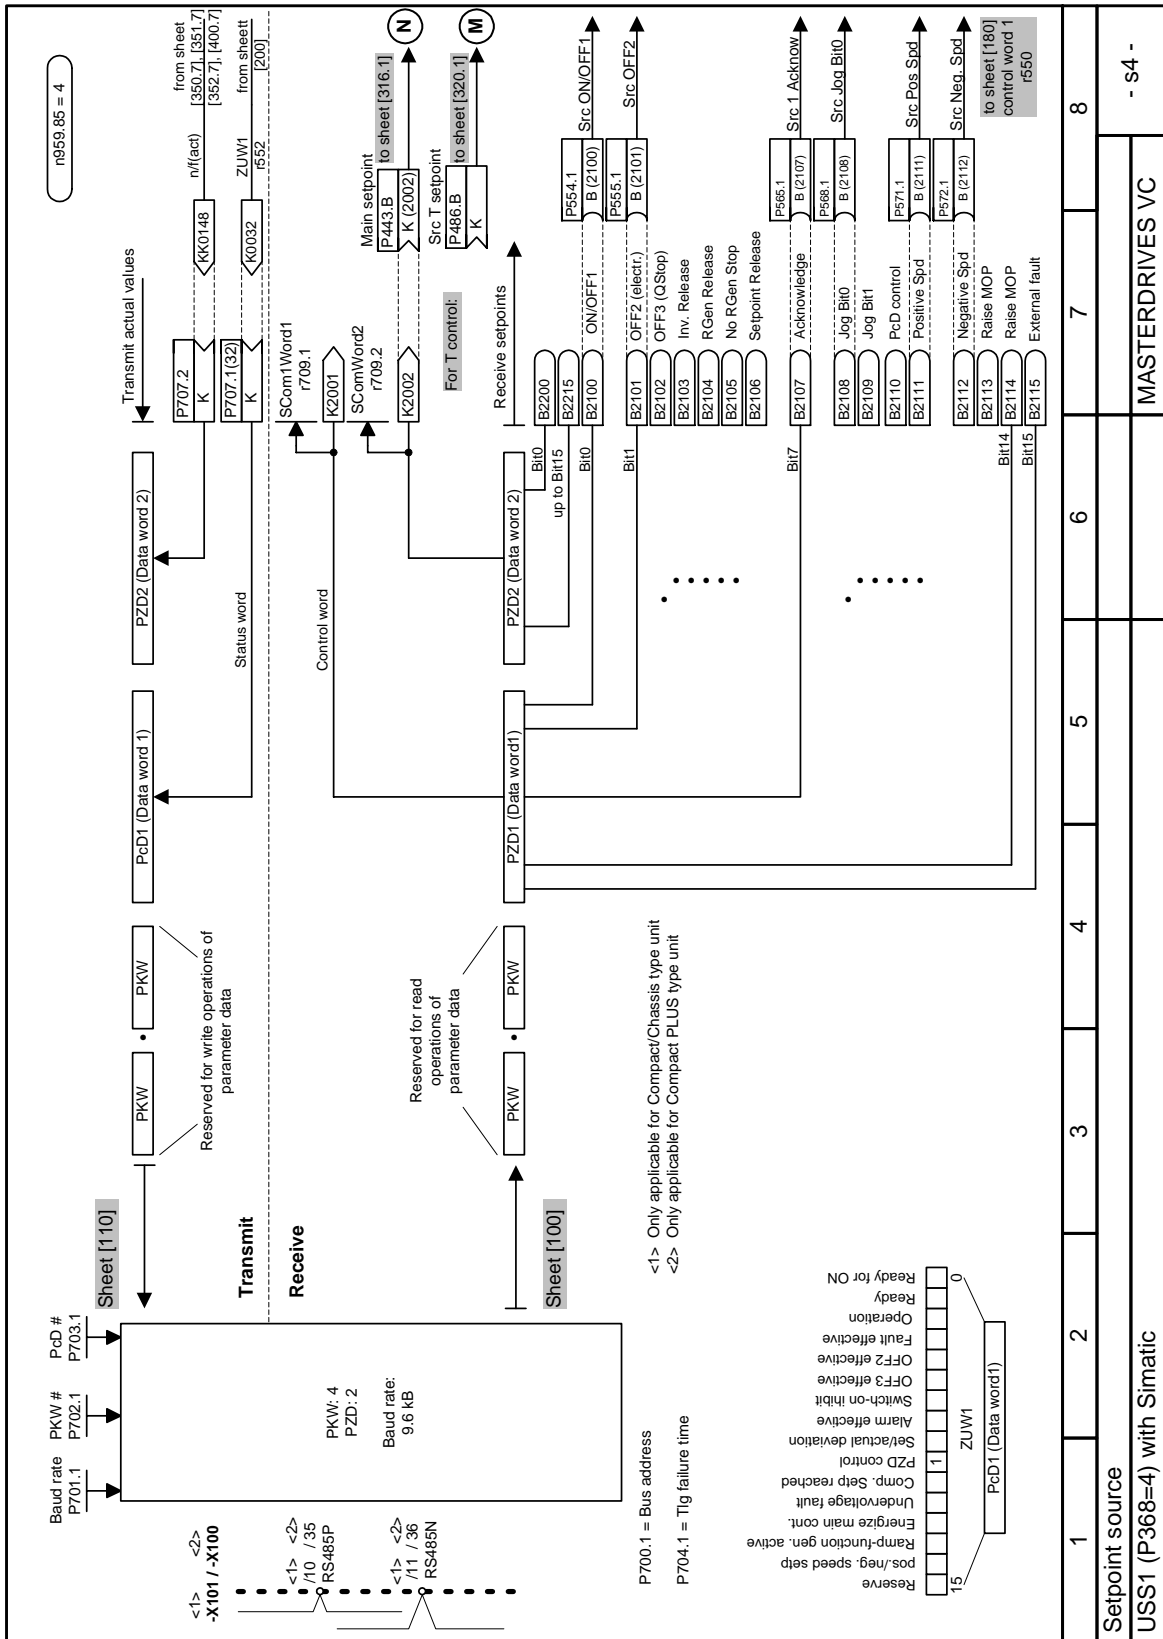 n959.85 = 4
Baud rate
P701.1
PKW #
P702.1
PcD #
P703.1
Sheet [110]
PKW
PKW
PcD1 (Data word 1)
PZD2 (Data word 2)
Transmit actual values
Reserved for write operations of
parameter data
P707.2
K
KK0148
n/f(act)
from sheet
[350.7], [351.7]
[352.7], [400.7]
Status word
P707.1(32)
K
K0032
ZUW1
r552
from sheett
[200]
<1> <2>
-X101 / -X100
Transmit
Receive
<1> <2>
/10 / 35
RS485P
<1> <2>
/11 / 36
RS485N
PKW: 4
PZD: 2
Baud rate:
9.6 kB
Control word
SCom1Word1
r709.1
K2001
SComWord2
r709.2
K2002
Main setpoint
P443.B
K (2002)
to sheet [316.1]
N
For T control:
Src T setpoint
P486.B
K
to sheet [320.1]
M
Reserved for read
operations of
parameter data
Sheet [100]
PKW
PKW
PZD1 (Data word1)
PZD2 (Data word 2)
Receive setpoints
Bit0
B2200
up to Bit15
B2215
Bit0
B2100
ON/OFF1
P554.1
B (2100)
Src ON/OFF1
Bit1
B2101
OFF2 (electr.)
P555.1
B (2101)
Src OFF2
B2102
OFF3 (QStop)
B2103
Inv. Release
B2104
RGen Release
B2105
No RGen Stop
B2106
Setpoint Release
Bit7
B2107
Acknowledge
P565.1
B (2107)
Src 1 Acknow
B2108
Jog Bit0
P568.1
B (2108)
Src Jog Bit0
B2109
Jog Bit1
B2110
PcD control
B2111
Positive Spd
P571.1
B (2111)
Src Pos Spd
B2112
Negative Spd
P572.1
B (2112)
Src Neg. Spd
B2113
Raise MOP
Bit14
B2114
Raise MOP
Bit15
B2115
External fault
to sheet [180]
control word 1
r550
P700.1 = Bus address
P704.1 = Tlg failure time
<1> Only applicable for Compact/Chassis type unit
<2> Only applicable for Compact PLUS type unit
Ready for ON
Ready
Operation
Fault effective
OFF2 effective
OFF3 effective
Switch-on ihibit
Alarm effective
Set/actual deviation
PZD control
Comp. Setp reached
Undervoltage fault
Energize main cont.
Ramp-function gen. active
pos./neg. speed setp
Reserve
1
15
0
ZUW1
PcD1 (Data word1)
1
2
3
4
5
6
7
8
Setpoint source
USS1 (P368=4) with Simatic
MASTERDRIVES VC
- s4 -